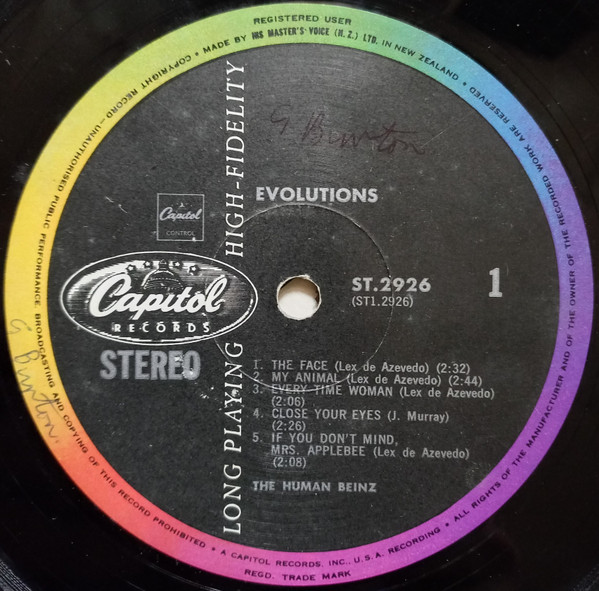 REGISTERED USER
COPYRIGHT RECORD — UNAUTHORISED PUBLIC PERFORMANCE, BROADCASTING AND COPYING OF THIS RECORD PROHIBITED • A CAPITOL RECORDS, INC., U.S.A. RECORDING • ALL RIGHTS OF THE MANUFACTURER AND OF THE OWNER OF THE RECORDED WORK ARE RESERVED
• MADE BY HIS MASTER'S VOICE (N.Z.) LTD. IN NEW ZEALAND •
REGD. TRADE MARK
LONG PLAYING HIGH-FIDELITY
G Burton
EVOLUTIONS
A
Capitol
CONTROL
Capitol
RECORDS
STEREO
ST.2926
(ST1.2926)
1
1. THE FACE (Lex de Azevedo) (2:32)
2. MY ANIMAL (Lex de Azevedo) (2:44)
3. EVERY TIME WOMAN (Lex de Azevedo)
(2:06)
4. CLOSE YOUR EYES (J. Murray)
(2:26)
5. IF YOU DON'T MIND,
MRS. APPLEBEE (Lex de Azevedo)
(2:08)
THE HUMAN BEINZ
G Burton.